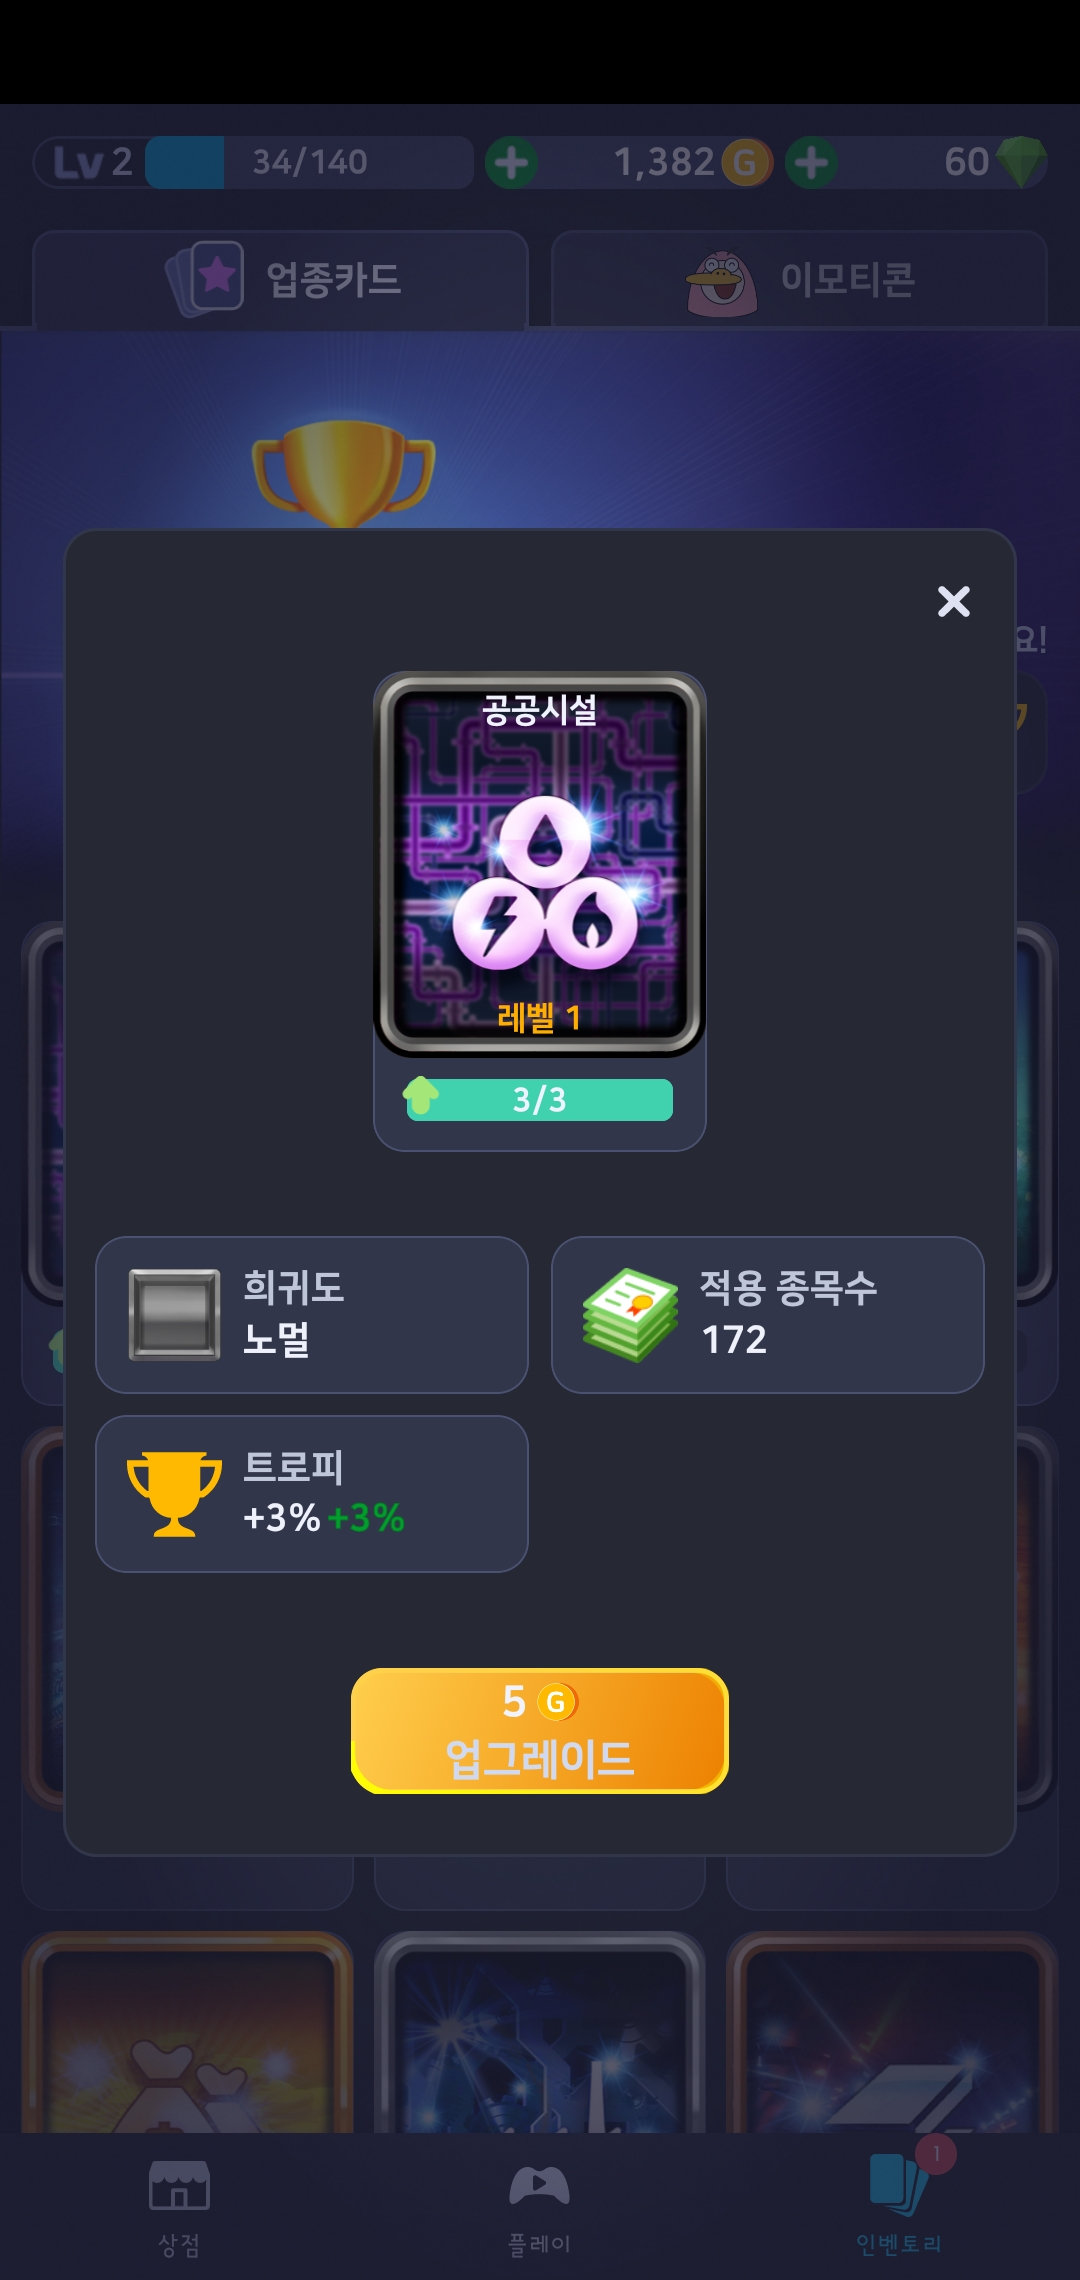 Lv 2
34/140
1,382 G
60
업종카드
이모티콘
요!
공공시설
레벨 1
3/3
희귀도
노멀
적용 종목수
172
트로피
+3% +3%
5 G
업그레이드
상점
플레이
인벤토리
1